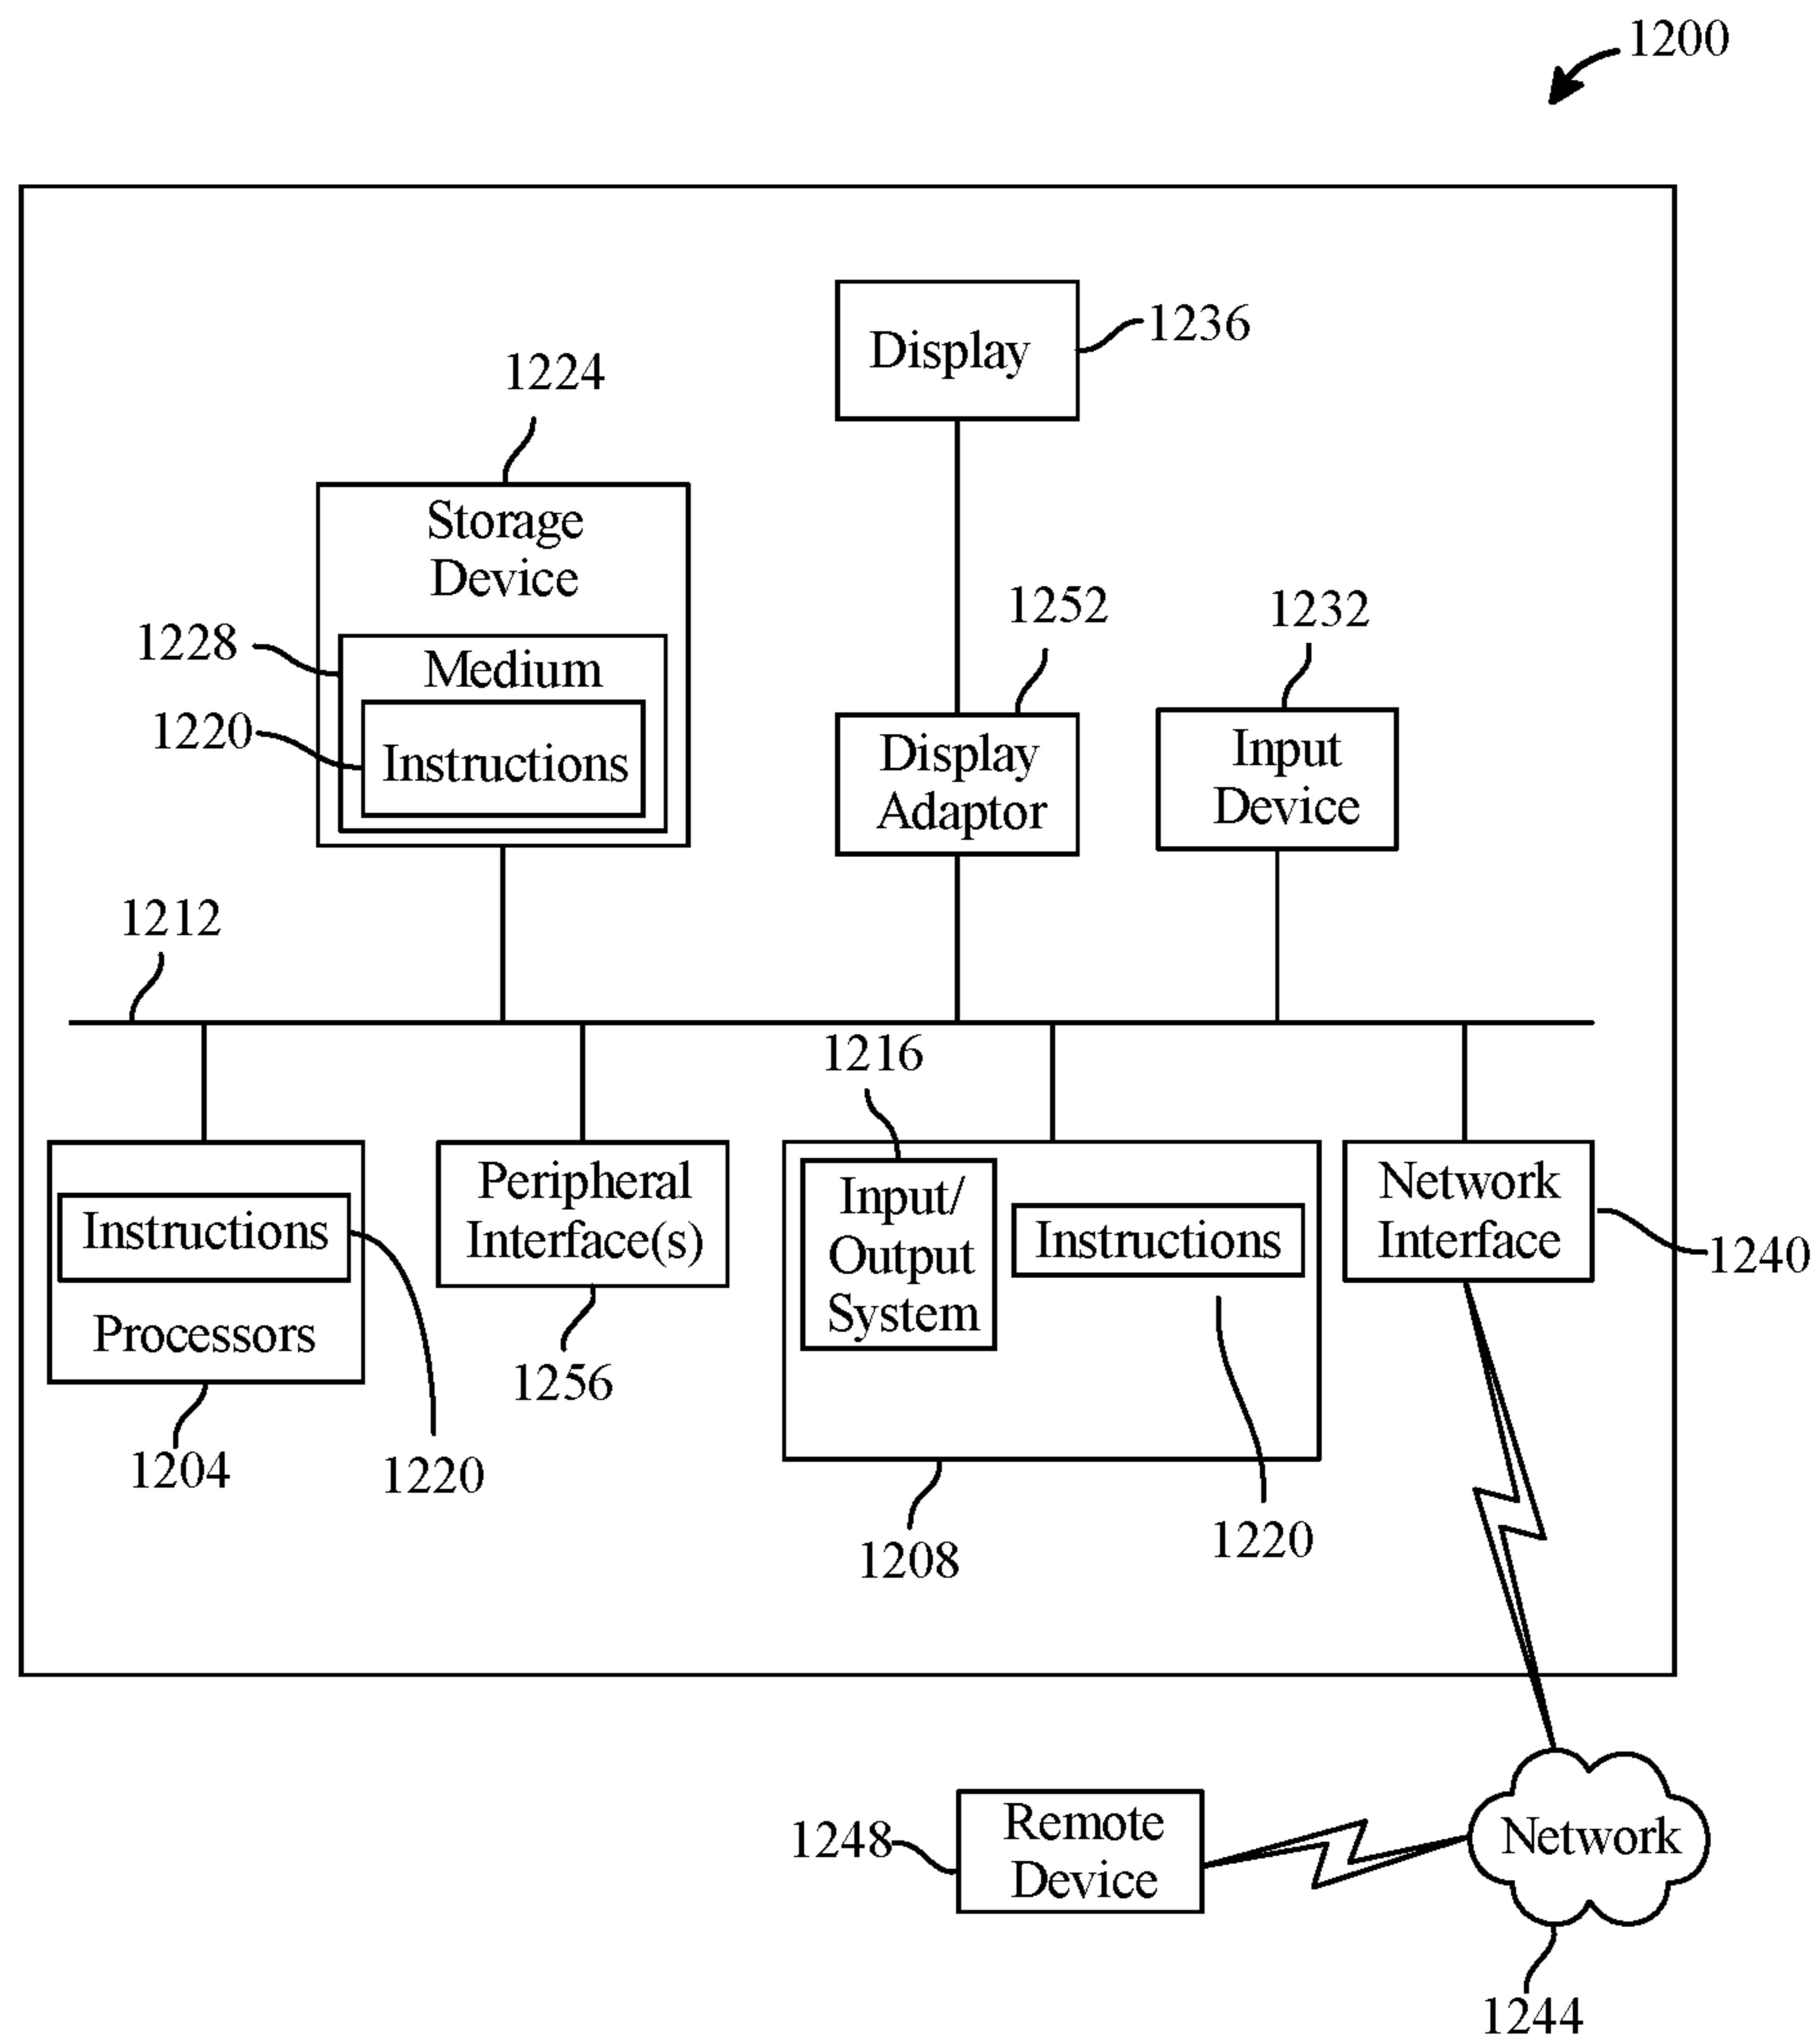 1200
Display
1236
1224
Storage
Device
1228
Medium
1220
Instructions
1252
Display
Adaptor
1232
Input
Device
1212
1216
Instructions
Processors
1204
1220
Peripheral
Interface(s)
1256
Input/
Output
System
Instructions
1208
1220
Network
Interface
1240
1248
Remote
Device
Network
1244